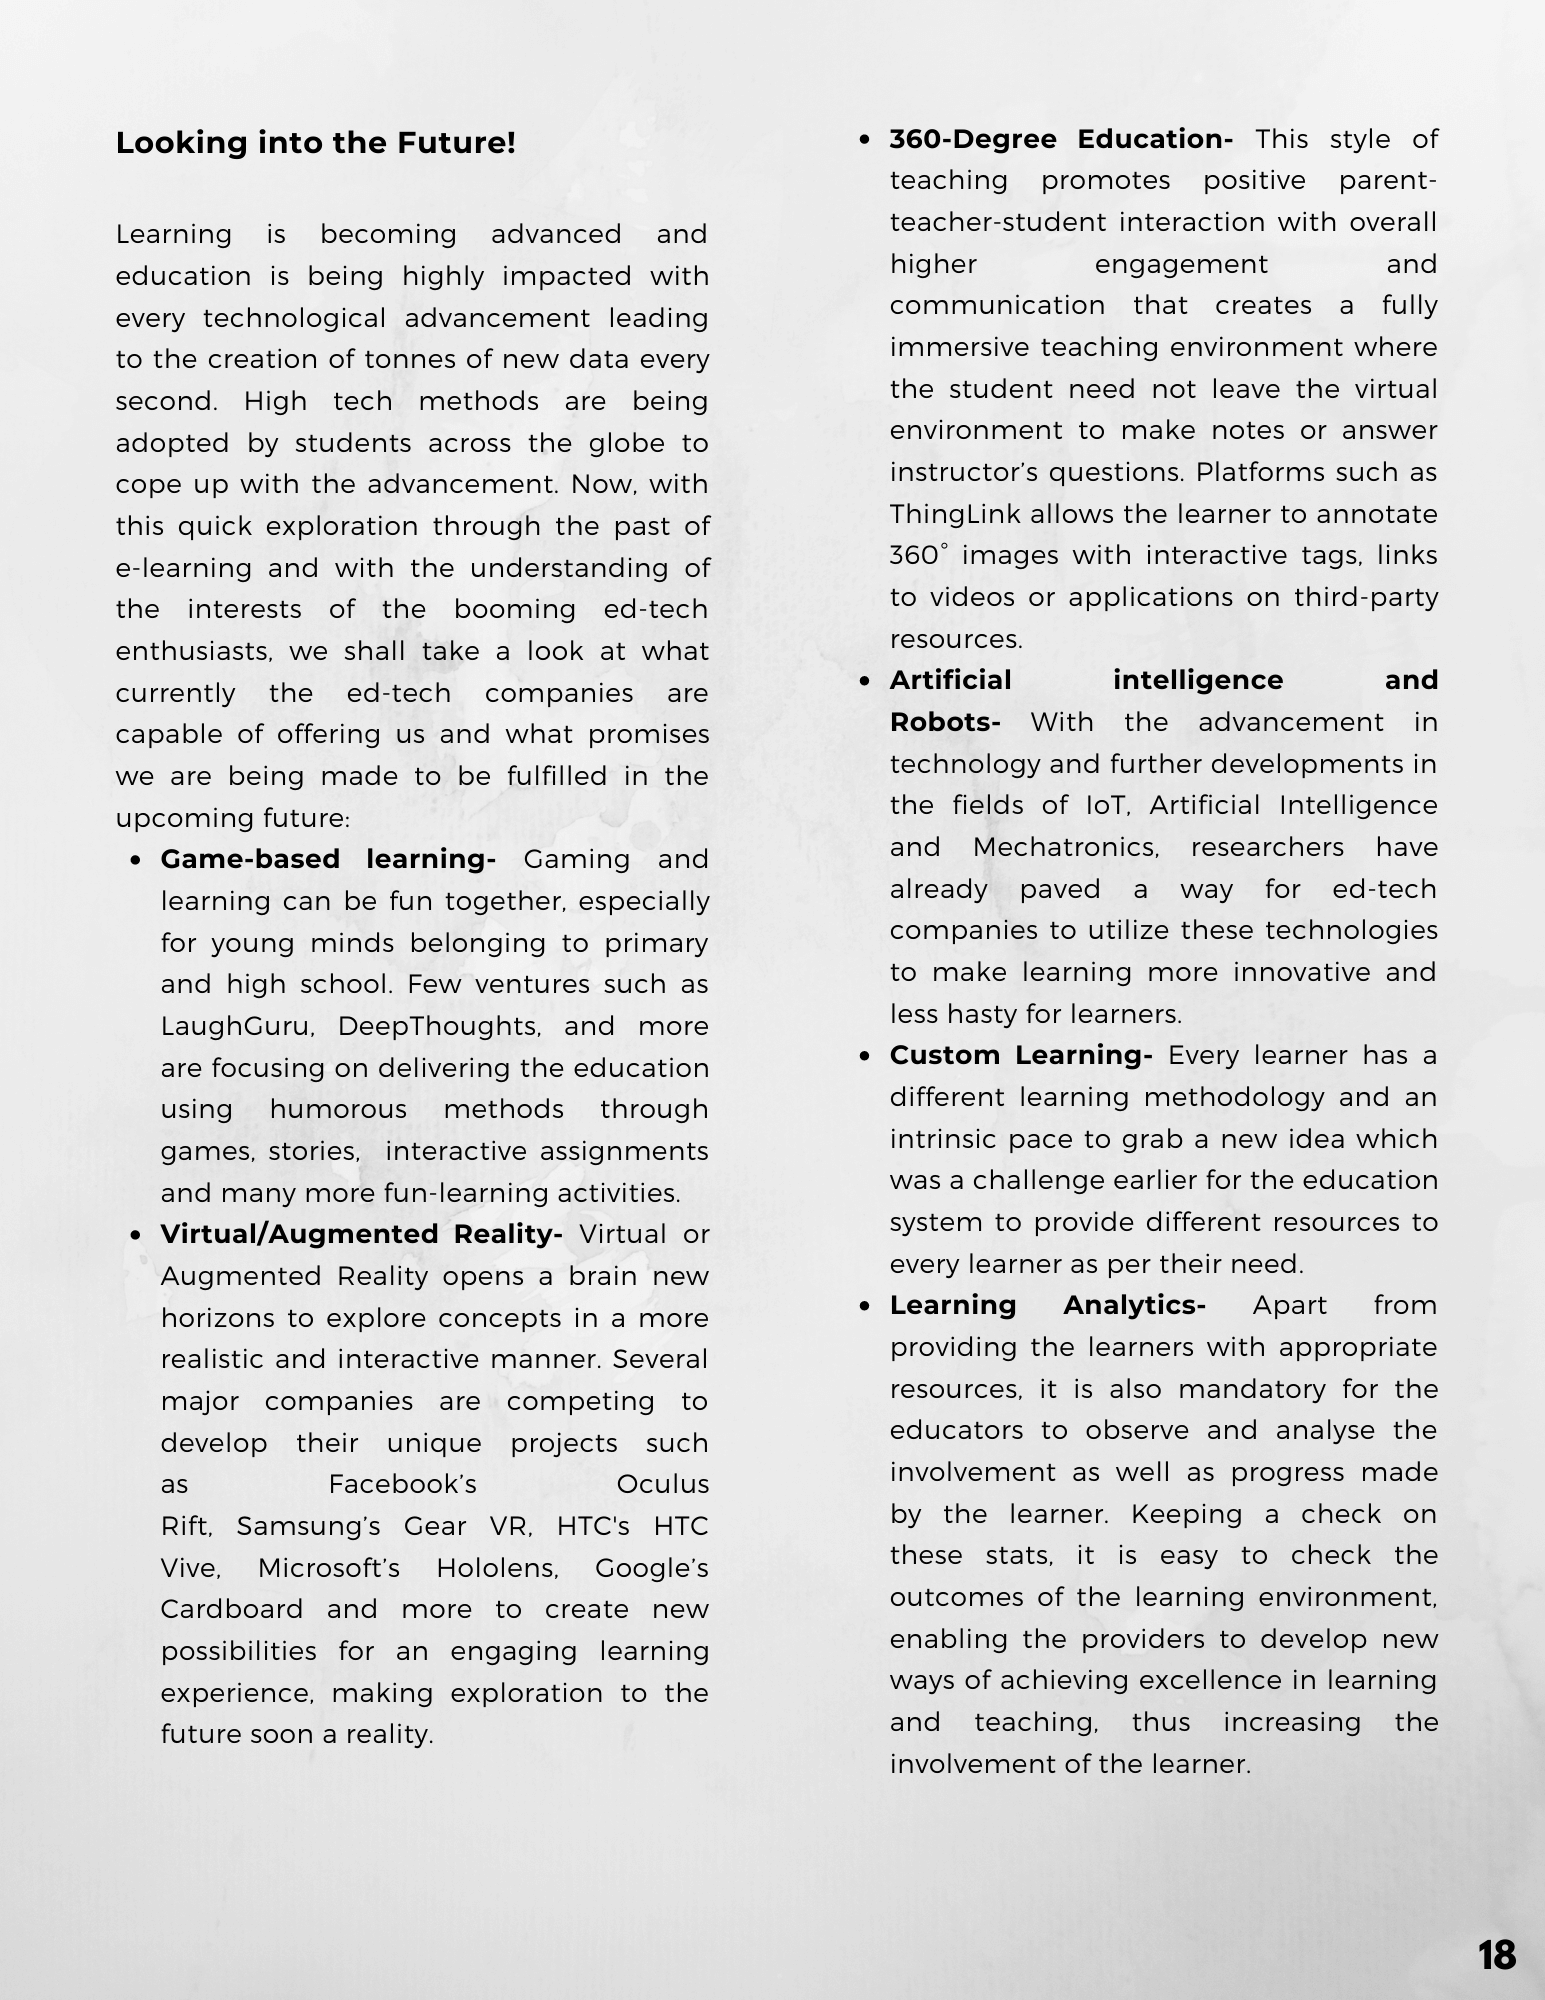 Looking into the Future!
Learning is becoming advanced and
education is being highly impacted with
every technological advancement leading
to the creation of tonnes of new data every
second. High tech methods are being
adopted by students across the globe to
cope up with the advancement. Now, with
this quick exploration through the past of
e-learning and with the understanding of
the interests of the booming ed-tech
enthusiasts, we shall take a look at what
currently the ed-tech companies are
capable of offering us and what promises
we are being made to be fulfilled in the
upcoming future:
• Game-based learning- Gaming and
learning can be fun together, especially
for young minds belonging to primary
and high school. Few ventures such as
LaughGuru, DeepThoughts, and more
are focusing on delivering the education
using humorous methods through
games, stories, interactive assignments
and many more fun-learning activities.
• Virtual/Augmented Reality- Virtual or
Augmented Reality opens a brain new
horizons to explore concepts in a more
realistic and interactive manner. Several
major companies are competing to
develop their unique projects such
as Facebook’s Oculus
Rift, Samsung’s Gear VR, HTC's HTC
Vive, Microsoft’s Hololens, Google’s
Cardboard and more to create new
possibilities for an engaging learning
experience, making exploration to the
future soon a reality.
• 360-Degree Education- This style of
teaching promotes positive parent-
teacher-student interaction with overall
higher engagement and
communication that creates a fully
immersive teaching environment where
the student need not leave the virtual
environment to make notes or answer
instructor’s questions. Platforms such as
ThingLink allows the learner to annotate
360° images with interactive tags, links
to videos or applications on third-party
resources.
• Artificial intelligence and
Robots- With the advancement in
technology and further developments in
the fields of IoT, Artificial Intelligence
and Mechatronics, researchers have
already paved a way for ed-tech
companies to utilize these technologies
to make learning more innovative and
less hasty for learners.
• Custom Learning- Every learner has a
different learning methodology and an
intrinsic pace to grab a new idea which
was a challenge earlier for the education
system to provide different resources to
every learner as per their need.
• Learning Analytics- Apart from
providing the learners with appropriate
resources, it is also mandatory for the
educators to observe and analyse the
involvement as well as progress made
by the learner. Keeping a check on
these stats, it is easy to check the
outcomes of the learning environment,
enabling the providers to develop new
ways of achieving excellence in learning
and teaching, thus increasing the
involvement of the learner.
18